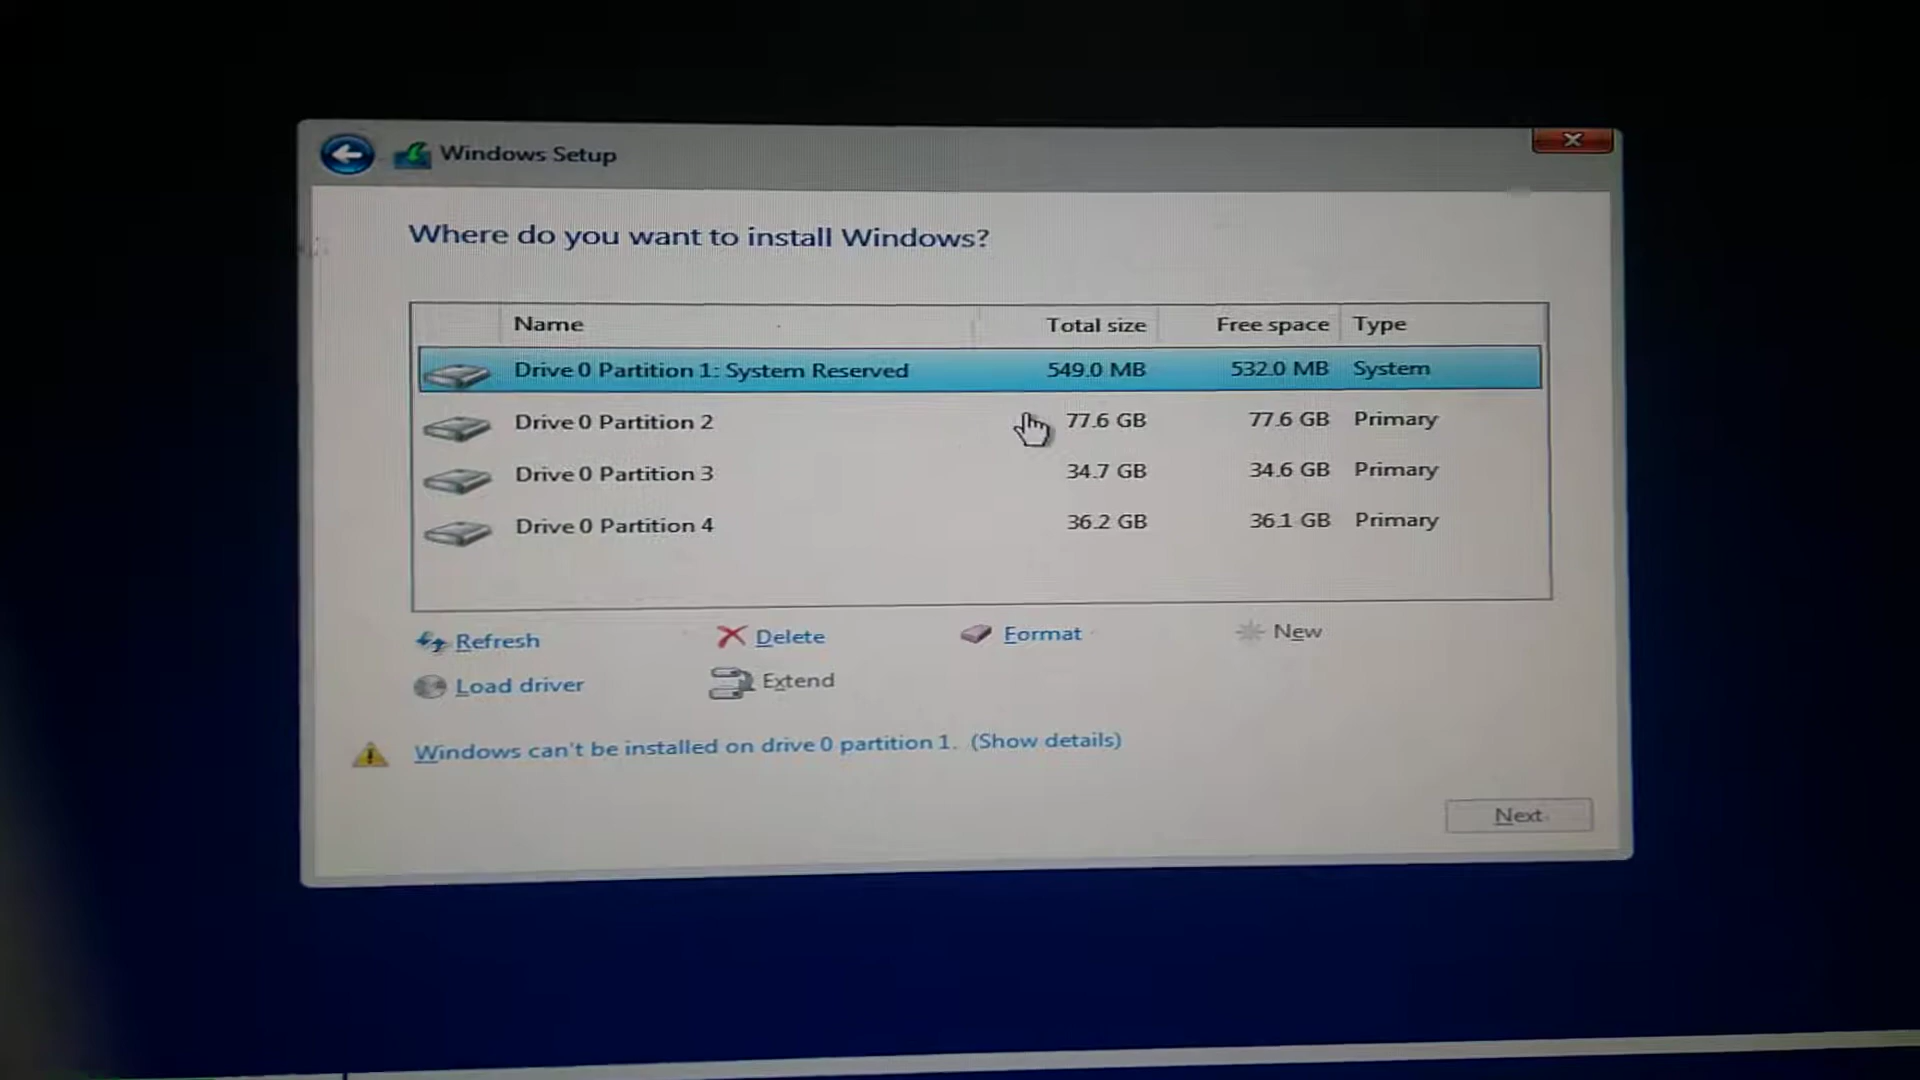 Windows Setup
Where do you want to install Windows?
Name Total size Free space Type
Drive 0 Partition 1: System Reserved 549.0 MB 532.0 MB System
Drive 0 Partition 2 77.6 GB 77.6 GB Primary
Drive 0 Partition 3 34.7 GB 34.6 GB Primary
Drive 0 Partition 4 36.2 GB 36.1 GB Primary
Refresh Delete Format New
Load driver Extend
Windows can't be installed on drive 0 partition 1. (Show details)
Next